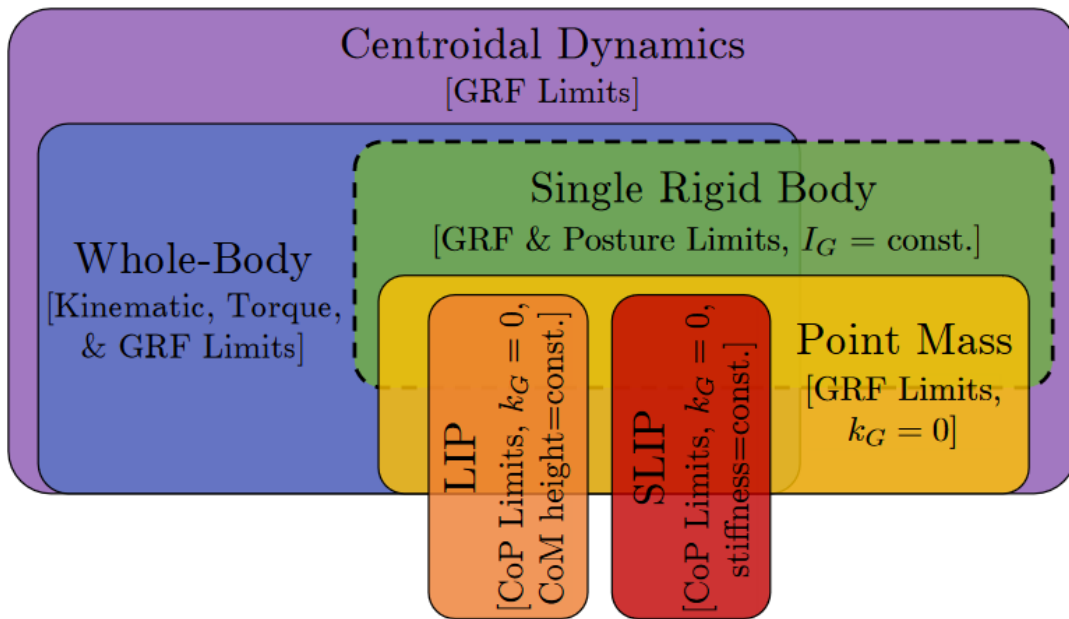 Centroidal Dynamics
[GRF Limits]
Single Rigid Body
[GRF & Posture Limits, I_G = const.]
Whole-Body
[Kinematic, Torque,
& GRF Limits]
Point Mass
[GRF Limits,
k_G = 0]
LIP
[CoP Limits, k_G = 0,
CoM height=const.]
SLIP
[CoP Limits, k_G = 0,
stiffness=const.]